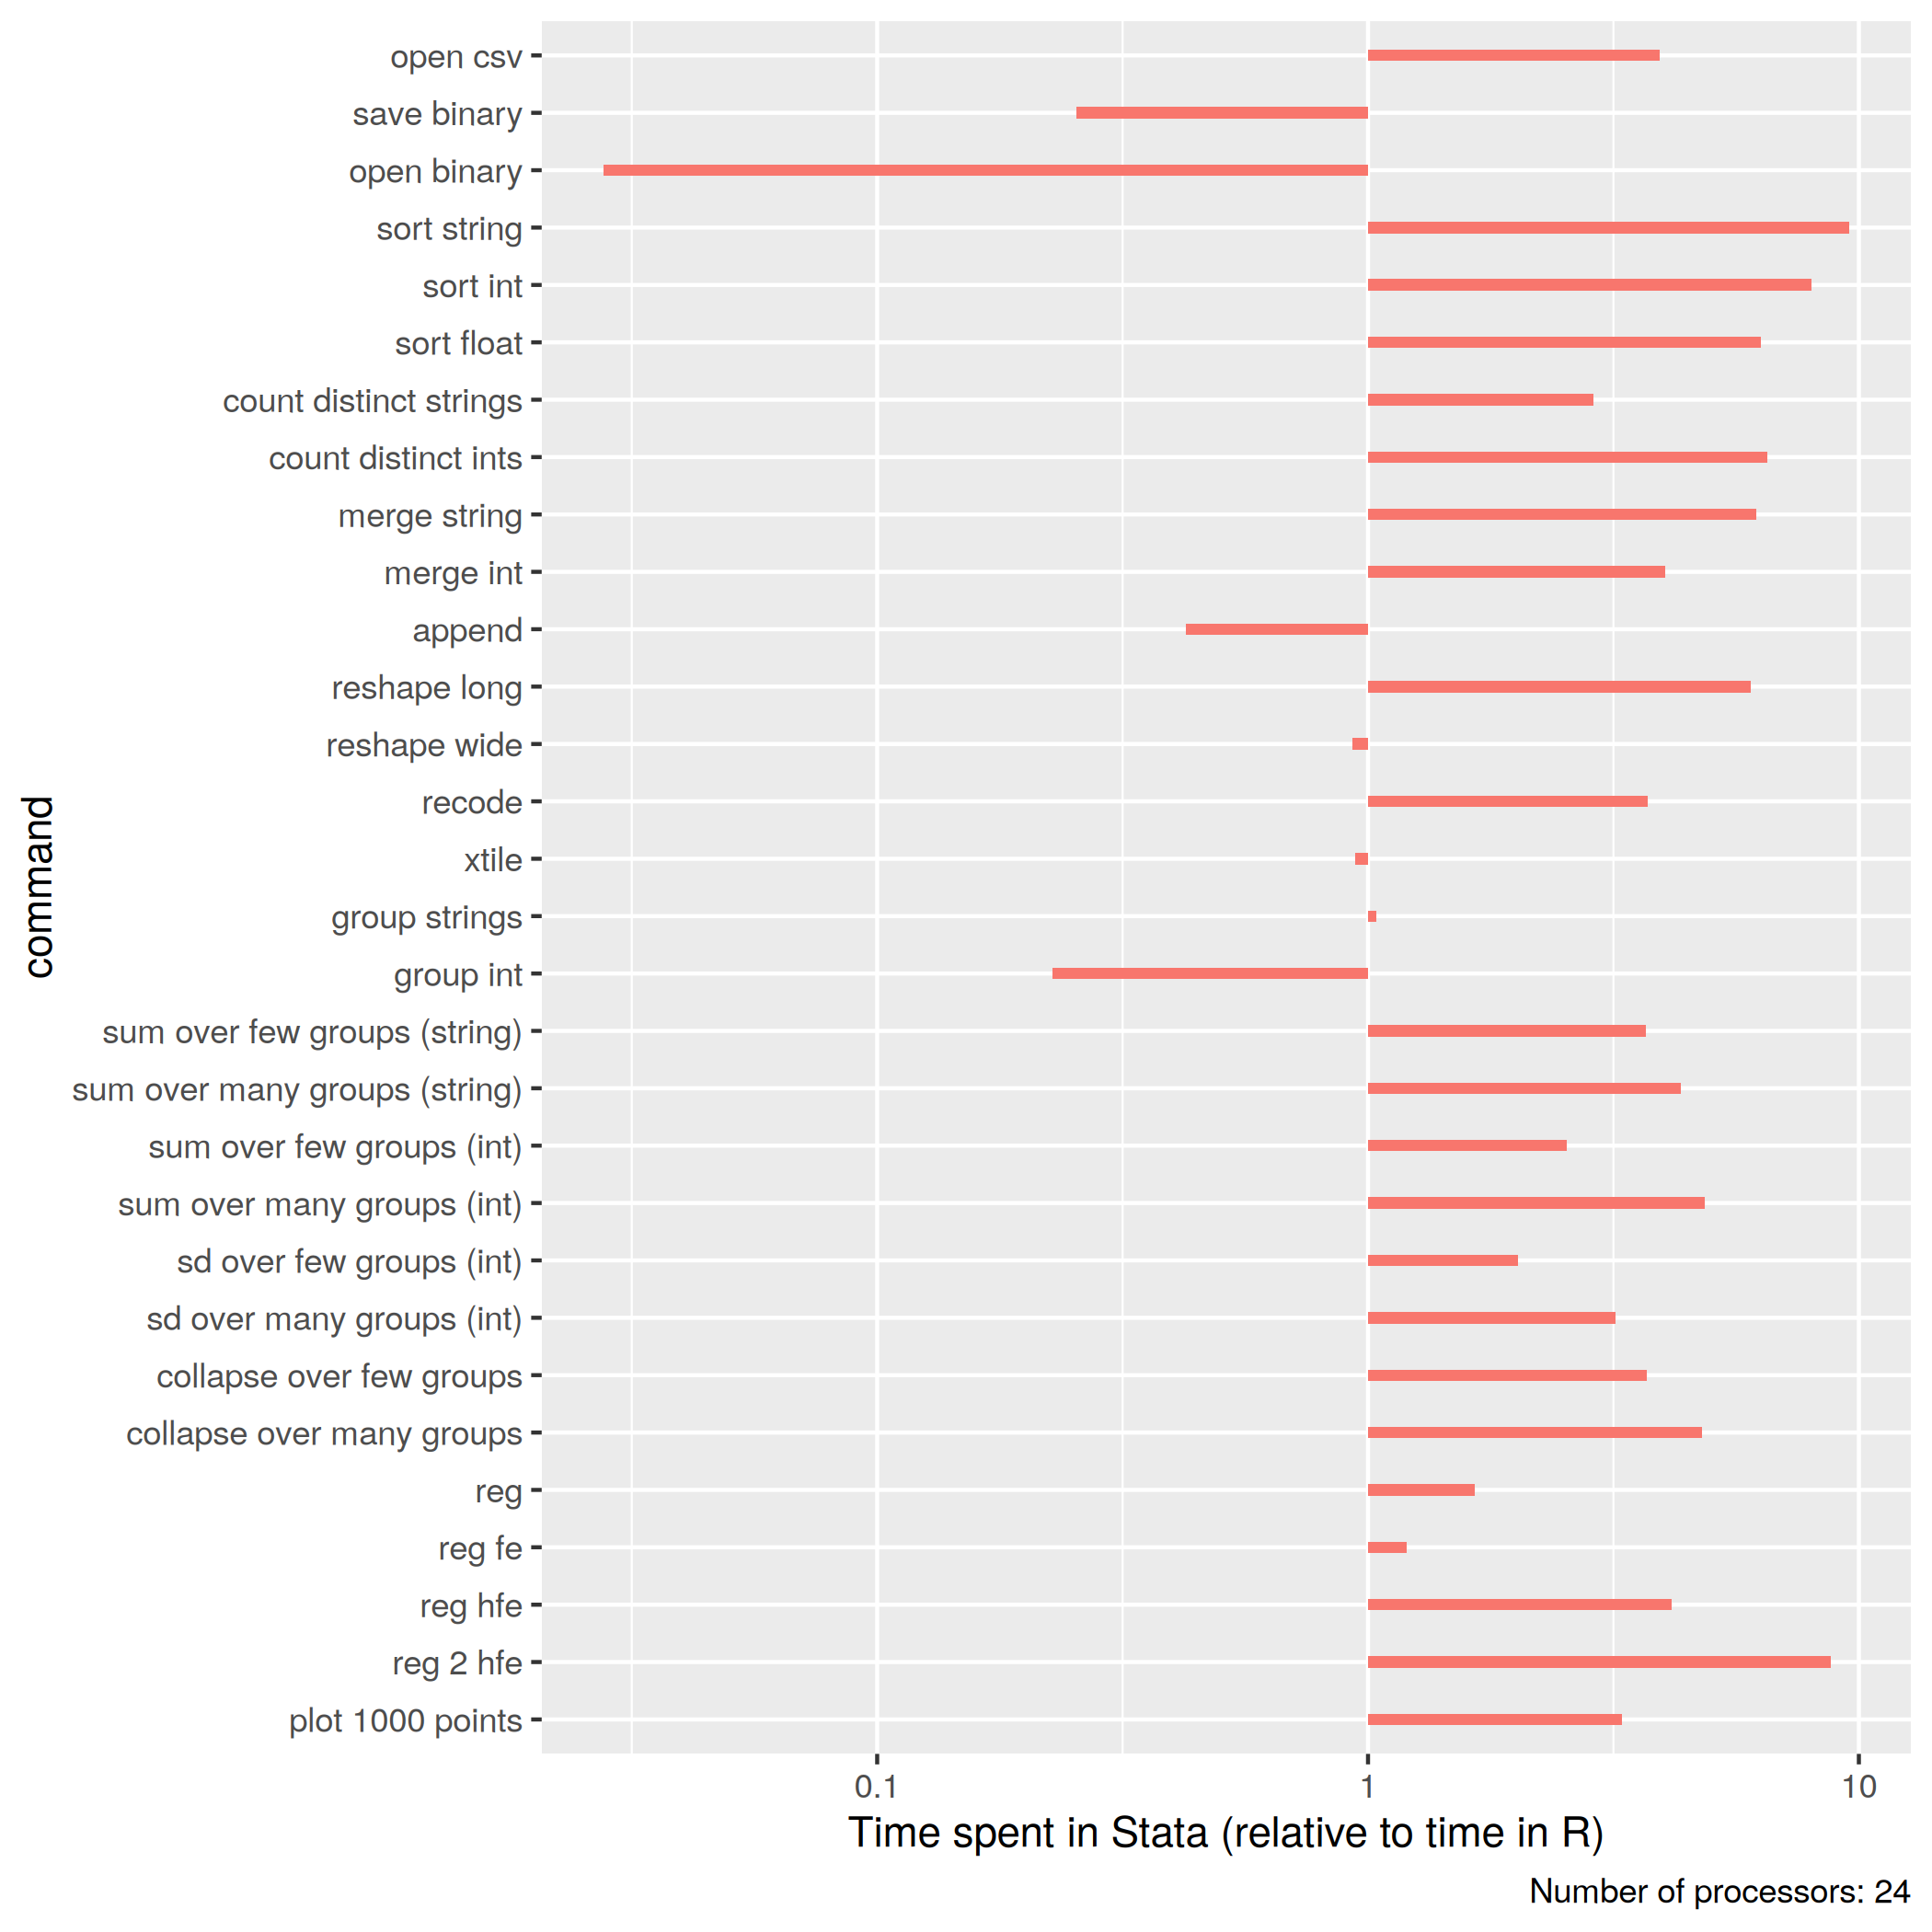 open csv
save binary
open binary
sort string
sort int
sort float
count distinct strings
count distinct ints
merge string
merge int
append
reshape long
reshape wide
recode
xtile
group strings
group int
sum over few groups (string)
sum over many groups (string)
sum over few groups (int)
sum over many groups (int)
sd over few groups (int)
sd over many groups (int)
collapse over few groups
collapse over many groups
reg
reg fe
reg hfe
reg 2 hfe
plot 1000 points
command
0.1 1 10
Time spent in Stata (relative to time in R)
Number of processors: 24